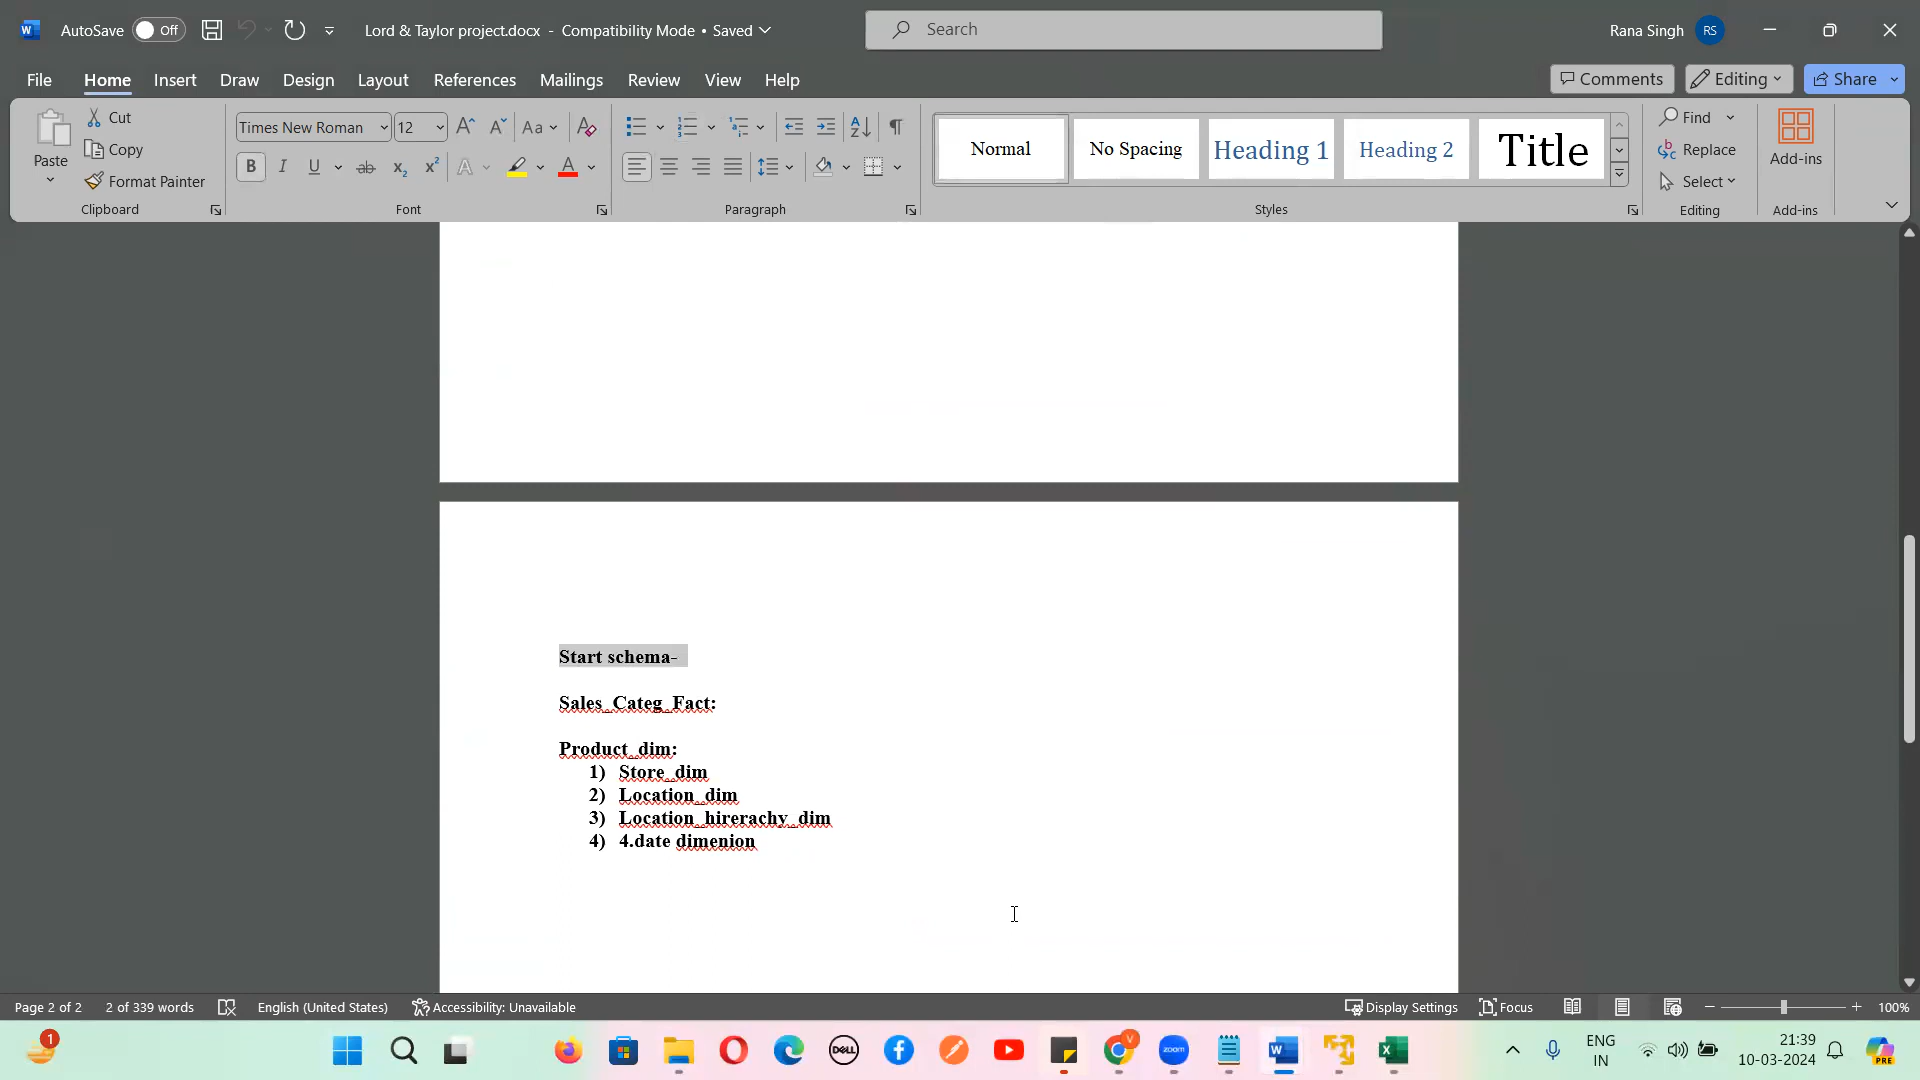 AutoSave Off Lord & Taylor project.docx - Compatibility Mode • Saved Search Rana Singh RS
File Home Insert Draw Design Layout References Mailings Review View Help Comments Editing Share
Paste Cut Copy Format Painter
Clipboard
Times New Roman 12
Font
Paragraph
Normal No Spacing Heading 1 Heading 2 Title
Styles
Find Replace Select
Editing
Add-ins
Add-ins
Start schema-
Sales_Categ_Fact:
Product_dim:
1) Store_dim
2) Location_dim
3) Location_hirerachy_dim
4) 4.date dimenion
Page 2 of 2 2 of 339 words English (United States) Accessibility: Unavailable Display Settings Focus 100%
1 DELL V zoom ENG IN 21:39 10-03-2024 PRE